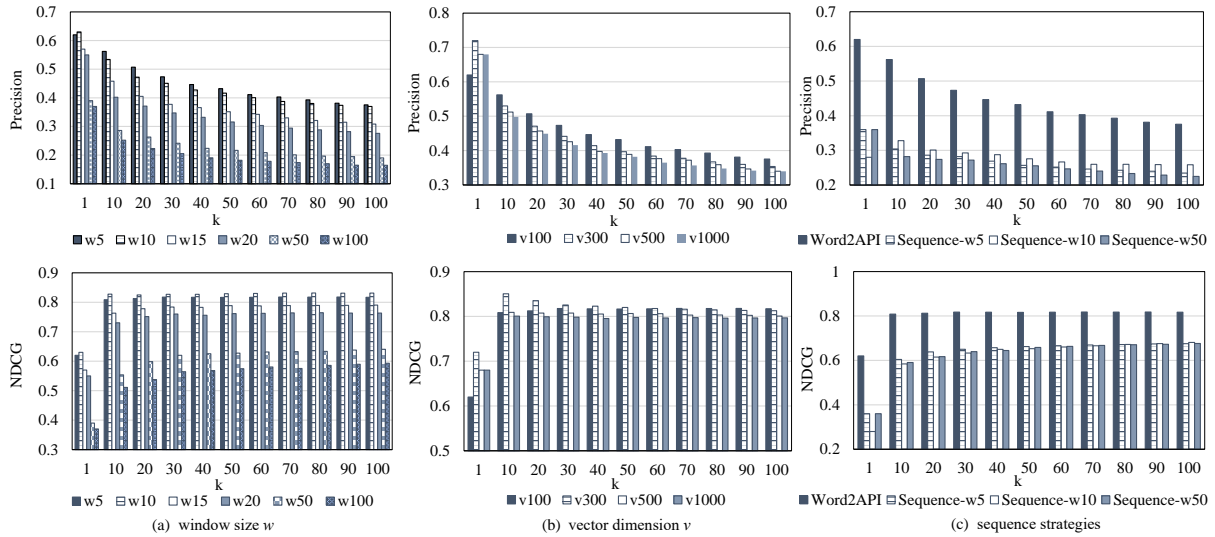 0.7
0.6
0.5
0.4
0.3
0.2
0.1
Precision
1 10 20 30 40 50 60 70 80 90 100
k
w5 w10 w15 w20 w50 w100
0.8
0.7
0.6
0.5
0.4
0.3
Precision
1 10 20 30 40 50 60 70 80 90 100
k
v100 v300 v500 v1000
0.7
0.6
0.5
0.4
0.3
0.2
Precision
1 10 20 30 40 50 60 70 80 90 100
k
Word2API Sequence-w5 Sequence-w10 Sequence-w50
0.9
0.8
0.7
0.6
0.5
0.4
0.3
NDCG
1 10 20 30 40 50 60 70 80 90 100
k
w5 w10 w15 w20 w50 w100
(a) window size w
0.9
0.8
0.7
0.6
0.5
NDCG
1 10 20 30 40 50 60 70 80 90 100
k
v100 v300 v500 v1000
(b) vector dimension v
1
0.8
0.6
0.4
0.2
NDCG
1 10 20 30 40 50 60 70 80 90 100
k
Word2API Sequence-w5 Sequence-w10 Sequence-w50
(c) sequence strategies